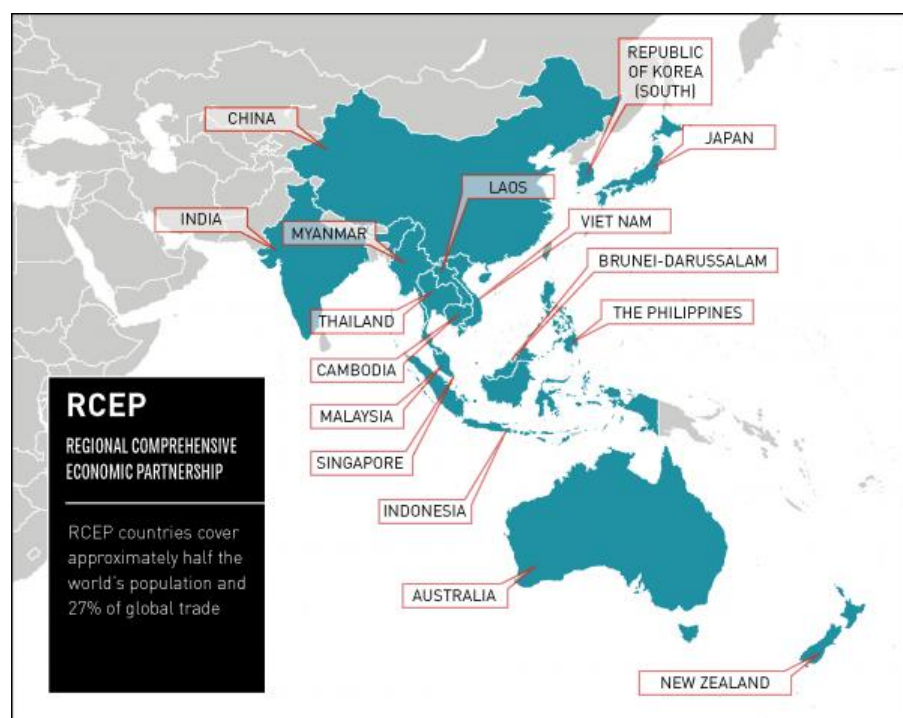 REPUBLIC
OF KOREA
(SOUTH)
CHINA
JAPAN
LAOS
INDIA
MYANMAR
VIET NAM
BRUNEI-DARUSSALAM
THAILAND
THE PHILIPPINES
CAMBODIA
MALAYSIA
SINGAPORE
INDONESIA
AUSTRALIA
NEW ZEALAND
RCEP
REGIONAL COMPREHENSIVE
ECONOMIC PARTNERSHIP
RCEP countries cover
approximately half the
world's population and
27% of global trade